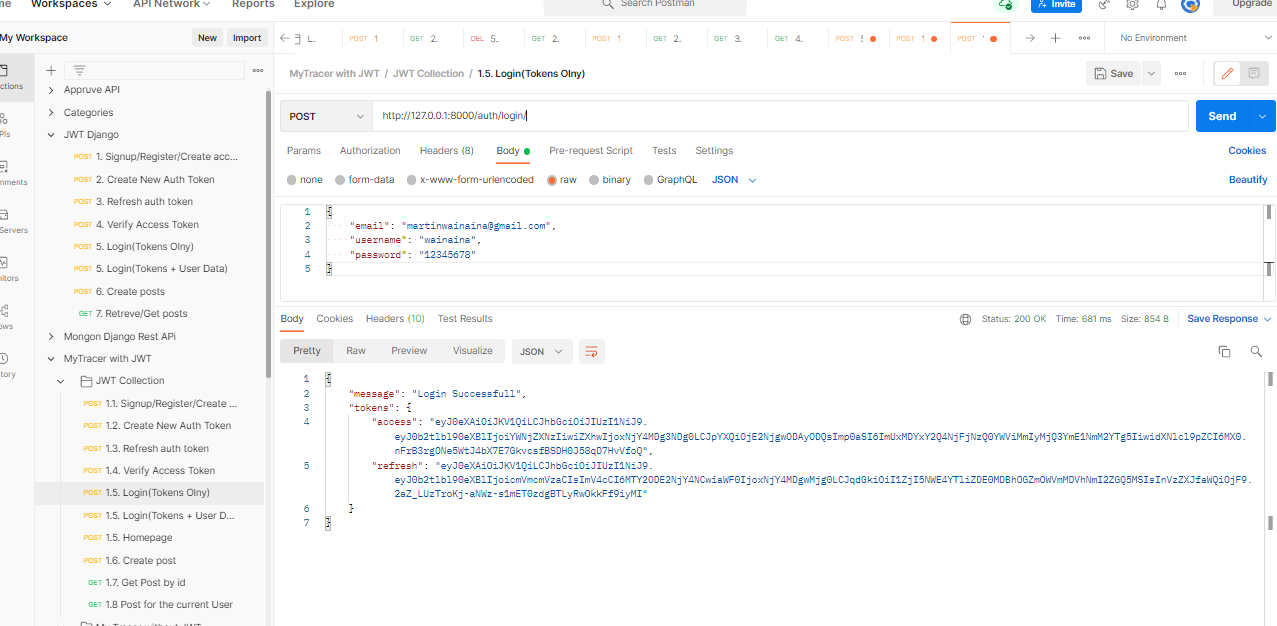 me Workspaces API Network Reports Explore Search Postman Invite Upgrade
My Workspace New Import L. POST 1 GET 2. DEL 5. GET 2. POST 1 GET 2. GET 3. GET 4. POST POST POST No Environment
MyTracer with JWT / JWT Collection / 1.5. Login(Tokens Olny) Save
POST http://127.0.0.1:8000/auth/login/ Send
Params Authorization Headers (8) Body Pre-request Script Tests Settings Cookies
none form-data x-www-form-urlencoded raw binary GraphQL JSON Beautify
1 {
2 "email": "martinwainaina@gmail.com",
3 "username": "wainaina",
4 "password": "12345678"
5 }
Body Cookies Headers (10) Test Results Status: 200 OK Time: 681 ms Size: 854 B Save Response
Pretty Raw Preview Visualize JSON
1 {
2 "message": "Login Successfull",
3 "tokens": {
4 "access": "eyJ0eXAiOiJKV1QiLCJhbGciOiJIUzI1NiJ9.
5 "refresh": "eyJ0eXAiOiJKV1QiLCJhbGciOiJIUzI1NiJ9.
6 }
7 }
ctions
PIs
nments
Servers
nitors
ows
tory
Appruve API
Categories
JWT Django
POST 1. Signup/Register/Create acc...
POST 2. Create New Auth Token
POST 3. Refresh auth token
POST 4. Verify Access Token
POST 5. Login(Tokens Olny)
POST 5. Login(Tokens + User Data)
POST 6. Create posts
GET 7. Retreve/Get posts
Mongon Django Rest APi
MyTracer with JWT
JWT Collection
POST 1.1. Signup/Register/Create ...
POST 1.2. Create New Auth Token
POST 1.3. Refresh auth token
POST 1.4. Verify Access Token
POST 1.5. Login(Tokens Olny)
POST 1.5. Login(Tokens + User D...
POST 1.5. Homepage
POST 1.6. Create post
GET 1.7. Get Post by id
GET 1.8 Post for the current User